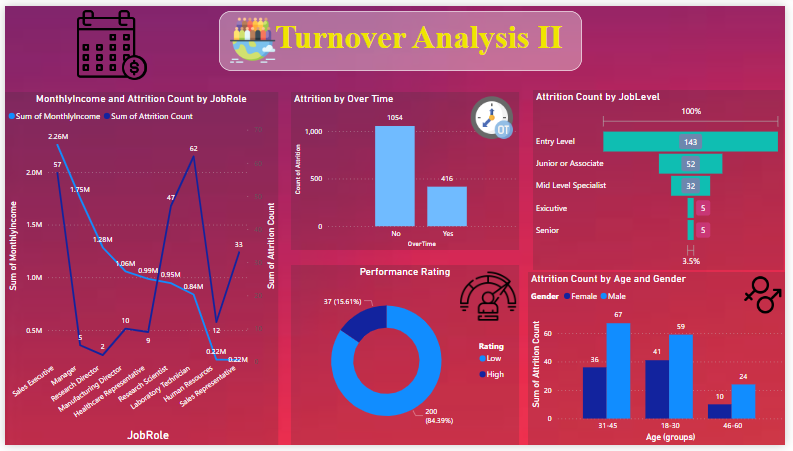 Turnover Analysis II
$
MonthlyIncome and Attrition Count by JobRole
Sum of MonthlyIncome Sum of Attrition Count
2.26M
57
62
2.0M
1.75M
47
1.5M
1.28M
33
1.06M
0.99M
0.95M
1.0M
0.84M
10
12
0.5M
5
2
9
0.22M
0.22M
Sum of MonthlyIncome
Sum of Attrition Count
Sales Executive
Manager
Research Director
Manufacturing Director
Healthcare Representative
Research Scientist
Laboratory Technician
Human Resources
Sales Representative
JobRole
Attrition by Over Time
OT
1054
1,000
500
416
0
Count of Attrition
No Yes
OverTime
Attrition Count by JobLevel
100%
Entry Level 143
Junior or Associate 52
Mid Level Specialist 32
Exicutive 5
Senior 5
3.5%
Performance Rating
37 (15.61%)
Rating
Low
High
200
(84.39%)
Attrition Count by Age and Gender
Gender Female Male
67
59
60
41
40
36
24
20
10
0
Sum of Attrition Count
31-45 18-30 46-60
Age (groups)